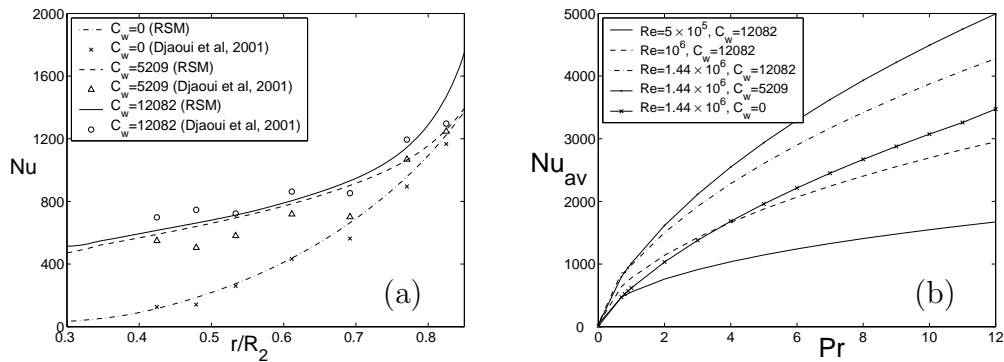 2000
1600
1200
800
400
0
Nu
0.3
0.4
0.5
0.6
0.7
0.8
r/R_2
C_w=0 (RSM)
C_w=0 (Djaoui et al, 2001)
C_w=5209 (RSM)
C_w=5209 (Djaoui et al, 2001)
C_w=12082 (RSM)
C_w=12082 (Djaoui et al, 2001)
(a)
5000
4000
3000
2000
1000
0
Nu_av
0
2
4
6
8
10
12
Pr
Re=5 × 10^5, C_w=12082
Re=10^6, C_w=12082
Re=1.44 × 10^6, C_w=12082
Re=1.44 × 10^6, C_w=5209
Re=1.44 × 10^6, C_w=0
(b)